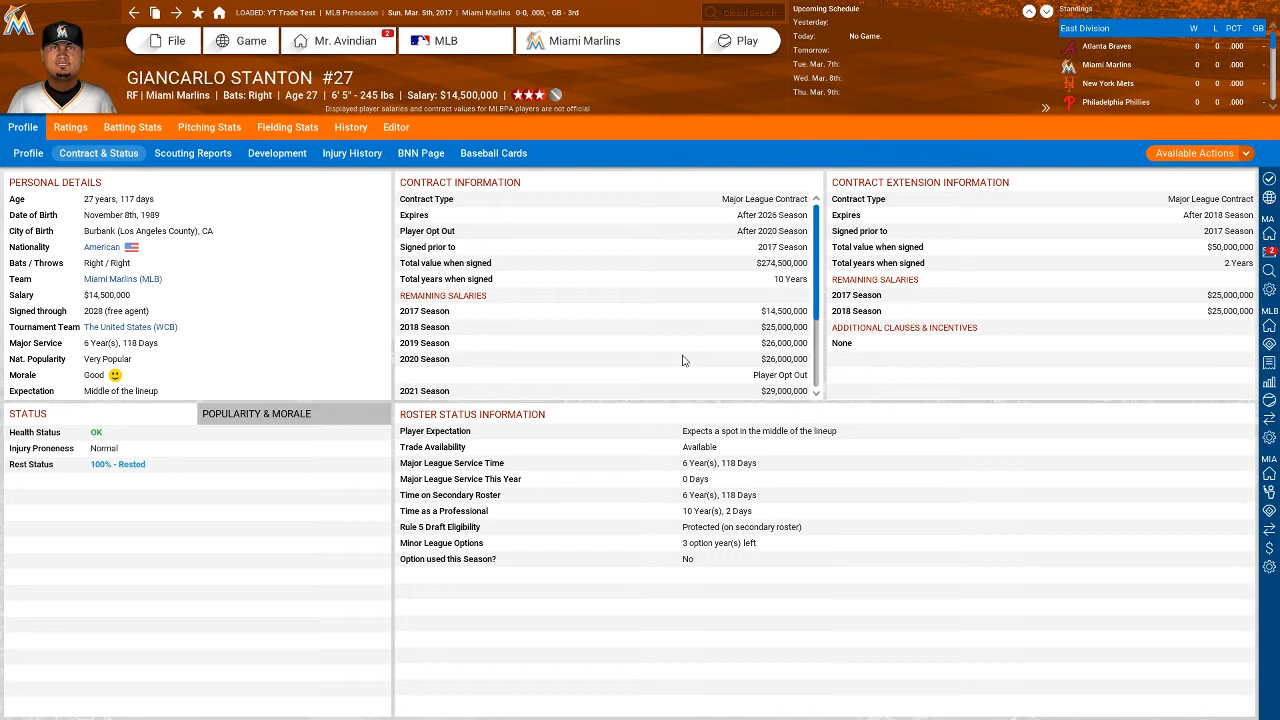 LOADED: YT Trade Test | MLB Preseason | Sun. Mar. 5th, 2017 | Miami Marlins 0-0, .000, - GB - 3rd
Global Search
File
Game
Mr. Avindian
2
MLB
Miami Marlins
Play
GIANCARLO STANTON #27
RF | Miami Marlins | Bats: Right | Age 27 | 6' 5" - 245 lbs | Salary: $14,500,000 |
Displayed player salaries and contract values for MLBPA players are not official
Upcoming Schedule
Yesterday:
Today: No Game.
Tomorrow:
Tue. Mar. 7th:
Wed. Mar. 8th:
Thu. Mar. 9th:
Standings
East Division W L PCT GB
Atlanta Braves 0 0 .000 -
Miami Marlins 0 0 .000 -
New York Mets 0 0 .000 -
Philadelphia Phillies 0 0 .000 -
Profile Ratings Batting Stats Pitching Stats Fielding Stats History Editor
Profile Contract & Status Scouting Reports Development Injury History BNN Page Baseball Cards
Available Actions
PERSONAL DETAILS
Age 27 years, 117 days
Date of Birth November 8th, 1989
City of Birth Burbank (Los Angeles County), CA
Nationality American
Bats / Throws Right / Right
Team Miami Marlins (MLB)
Salary $14,500,000
Signed through 2028 (free agent)
Tournament Team The United States (WCB)
Major Service 6 Year(s), 118 Days
Nat. Popularity Very Popular
Morale Good
Expectation Middle of the lineup
CONTRACT INFORMATION
Contract Type Major League Contract
Expires After 2026 Season
Player Opt Out After 2020 Season
Signed prior to 2017 Season
Total value when signed $274,500,000
Total years when signed 10 Years
REMAINING SALARIES
2017 Season $14,500,000
2018 Season $25,000,000
2019 Season $26,000,000
2020 Season $26,000,000
Player Opt Out
2021 Season $29,000,000
CONTRACT EXTENSION INFORMATION
Contract Type Major League Contract
Expires After 2018 Season
Signed prior to 2017 Season
Total value when signed $50,000,000
Total years when signed 2 Years
REMAINING SALARIES
2017 Season $25,000,000
2018 Season $25,000,000
ADDITIONAL CLAUSES & INCENTIVES
None
STATUS
POPULARITY & MORALE
Health Status OK
Injury Proneness Normal
Rest Status 100% - Rested
ROSTER STATUS INFORMATION
Player Expectation Expects a spot in the middle of the lineup
Trade Availability Available
Major League Service Time 6 Year(s), 118 Days
Major League Service This Year 0 Days
Time on Secondary Roster 6 Year(s), 118 Days
Time as a Professional 10 Year(s), 2 Days
Rule 5 Draft Eligibility Protected (on secondary roster)
Minor League Options 3 option year(s) left
Option used this Season? No
MA
2
MLB
MIA
$